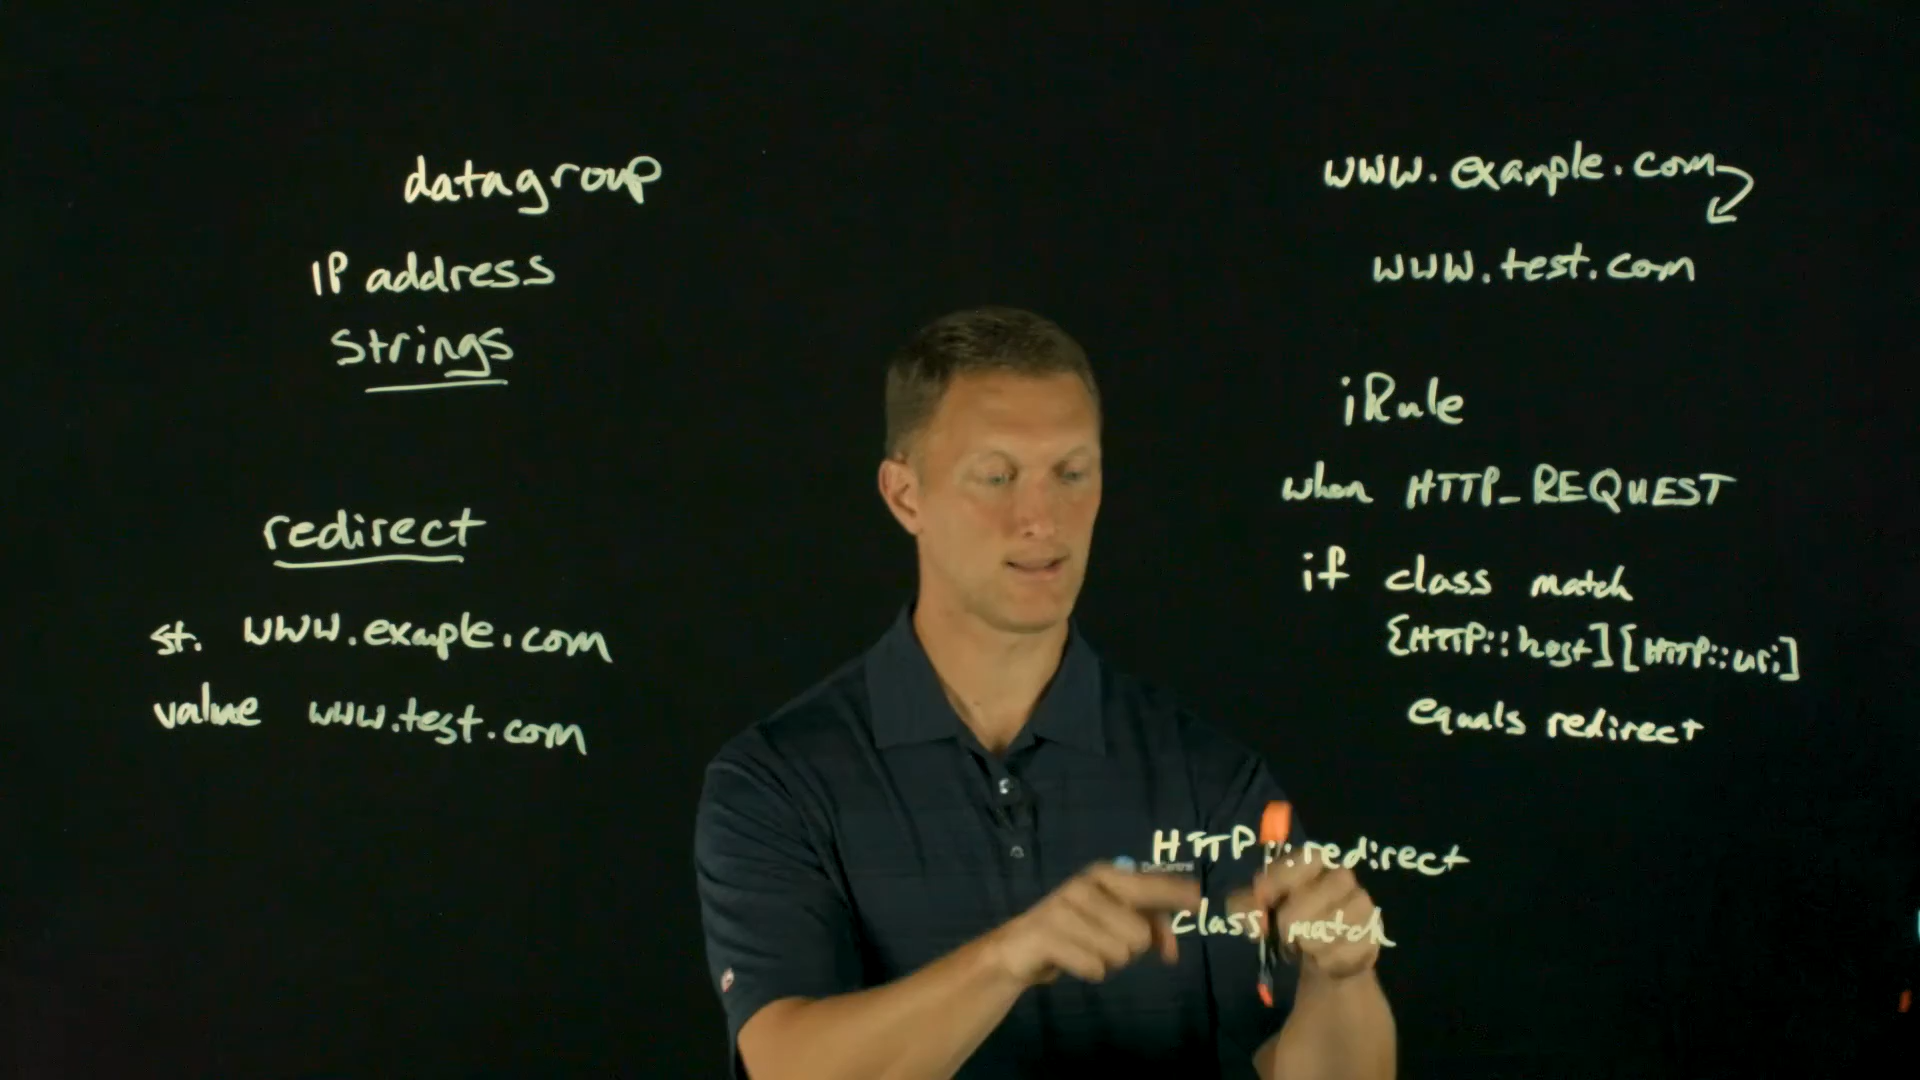 datagroup
IP address
strings
redirect
st. www.example.com
value www.test.com
www.example.com
www.test.com
iRule
when HTTP_REQUEST
if class match
[HTTP::host][HTTP::uri]
equals redirect
HTTP::redirect
class match
DevCentral